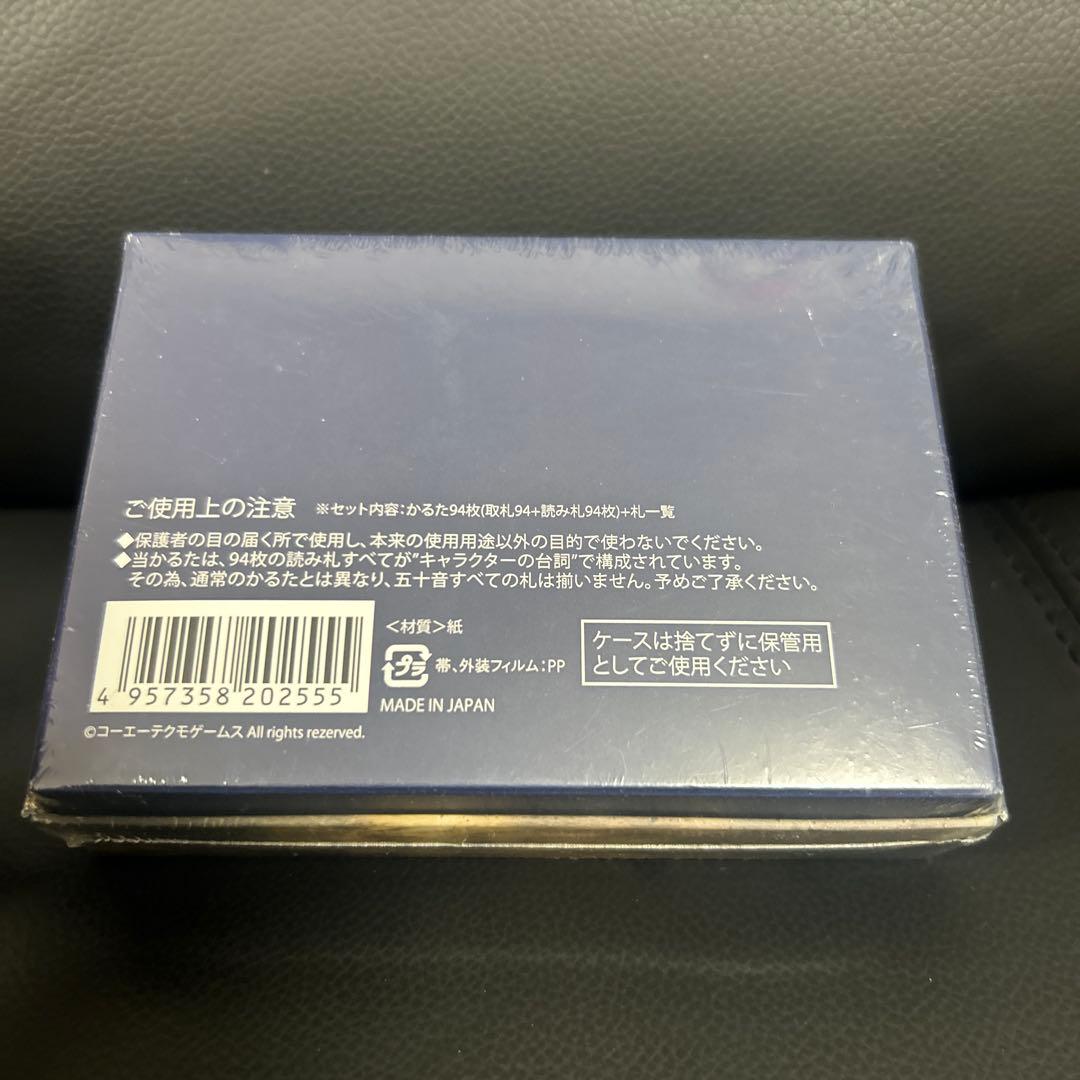 ご使用上の注意 ※セット内容:かるた94枚(取札94+読み札94枚)+札一覧
◆保護者の目の届く所で使用し、本来の使用用途以外の目的で使わないでください。
◆当かるたは、94枚の読み札すべてが"キャラクターの台詞"で構成されています。
その為、通常のかるたとは異なり、五十音すべての札は揃いません。予めご了承ください。
4 957358 202555
<材質>紙
プラ 帯、外装フィルム:PP
MADE IN JAPAN
ケースは捨てずに保管用
としてご使用ください
©コーエーテクモゲームス All rights rezerved.